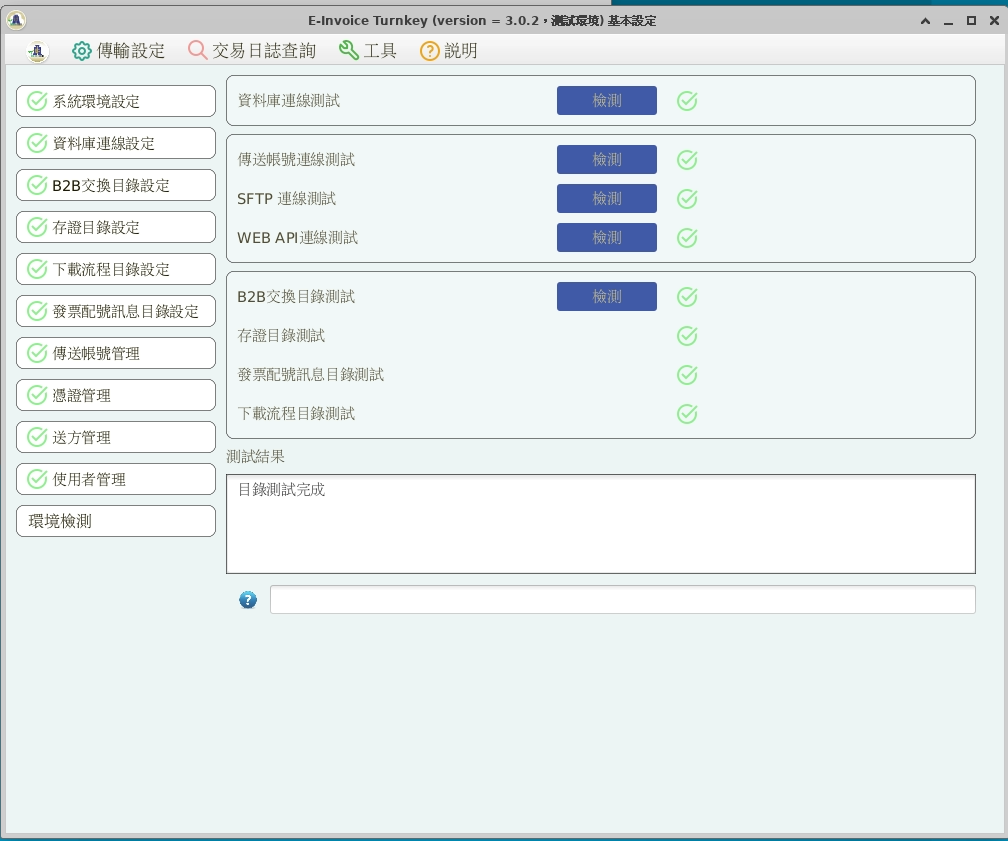 E-Invoice Turnkey (version = 3.0.2，測試環境) 基本設定
傳輸設定 交易日誌查詢 工具 說明
系統環境設定
資料庫連線設定
B2B交換目錄設定
存證目錄設定
下載流程目錄設定
發票配號訊息目錄設定
傳送帳號管理
憑證管理
送方管理
使用者管理
環境檢測
資料庫連線測試 檢測
傳送帳號連線測試 檢測
SFTP 連線測試 檢測
WEB API連線測試 檢測
B2B交換目錄測試 檢測
存證目錄測試
發票配號訊息目錄測試
下載流程目錄測試
測試結果
目錄測試完成
?